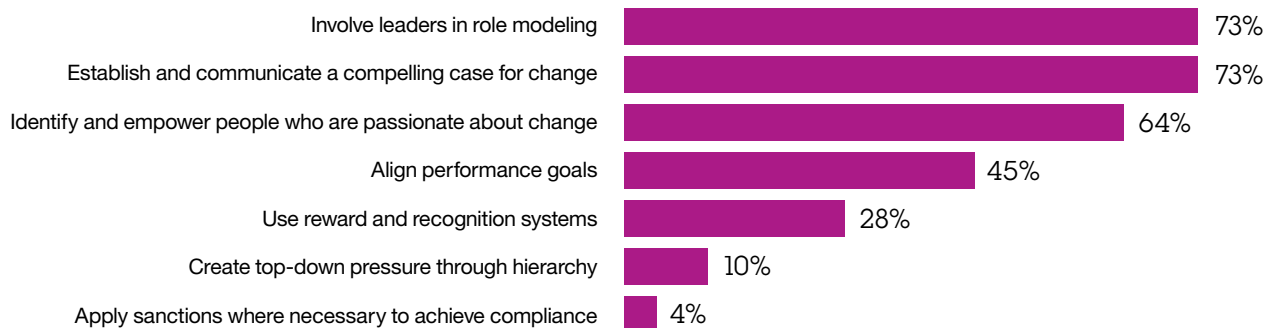 Involve leaders in role modeling 73%
Establish and communicate a compelling case for change 73%
Identify and empower people who are passionate about change 64%
Align performance goals 45%
Use reward and recognition systems 28%
Create top-down pressure through hierarchy 10%
Apply sanctions where necessary to achieve compliance 4%